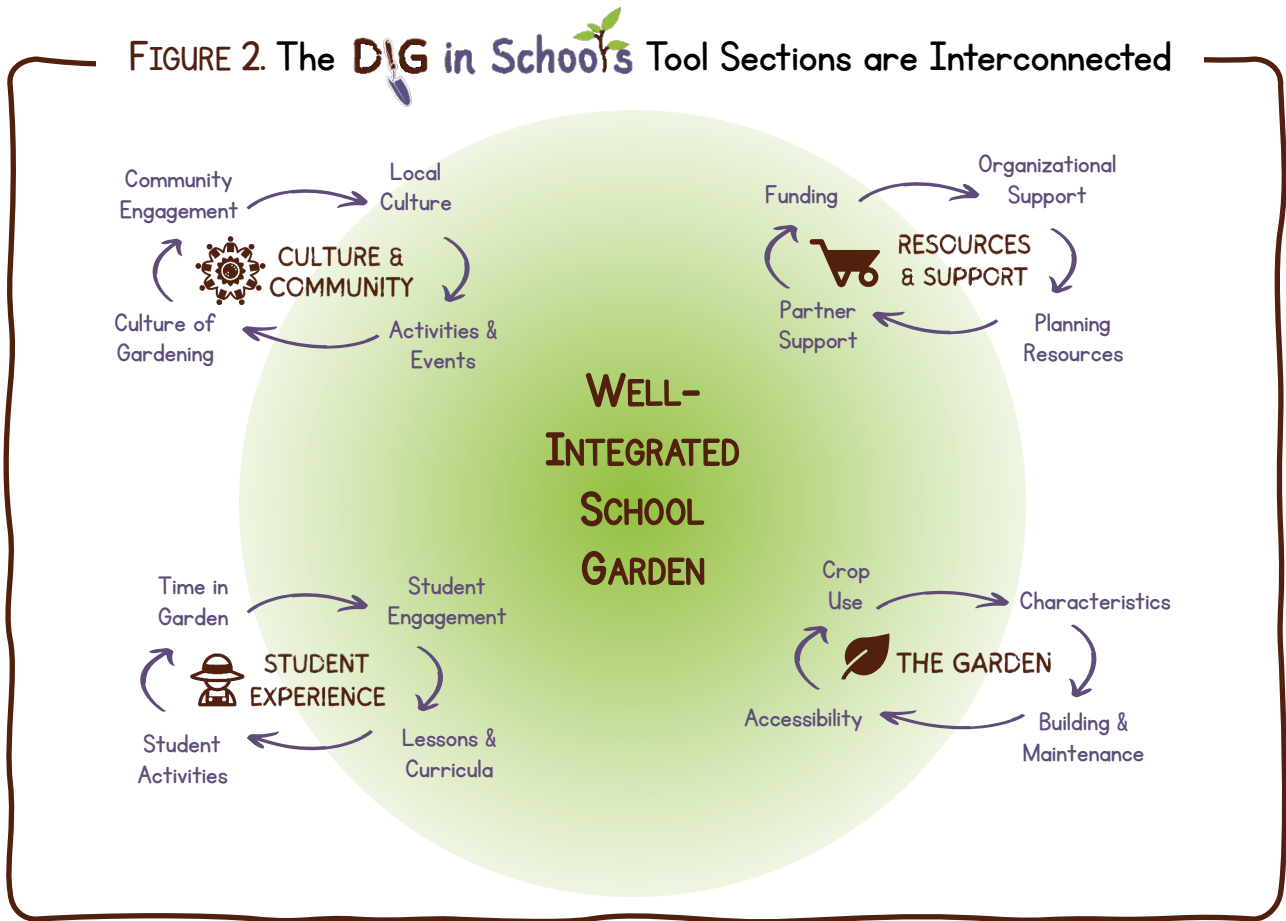 FIGURE 2. The DIG in Schools Tool Sections are Interconnected
Community
Engagement
Local
Culture
CULTURE &
COMMUNITY
Culture of
Gardening
Activities &
Events
Funding
Organizational
Support
RESOURCES
& SUPPORT
Partner
Support
Planning
Resources
WELL-
INTEGRATED
SCHOOL
GARDEN
Time in
Garden
Student
Engagement
STUDENT
EXPERIENCE
Student
Activities
Lessons &
Curricula
Crop
Use
Characteristics
THE GARDEN
Accessibility
Building &
Maintenance